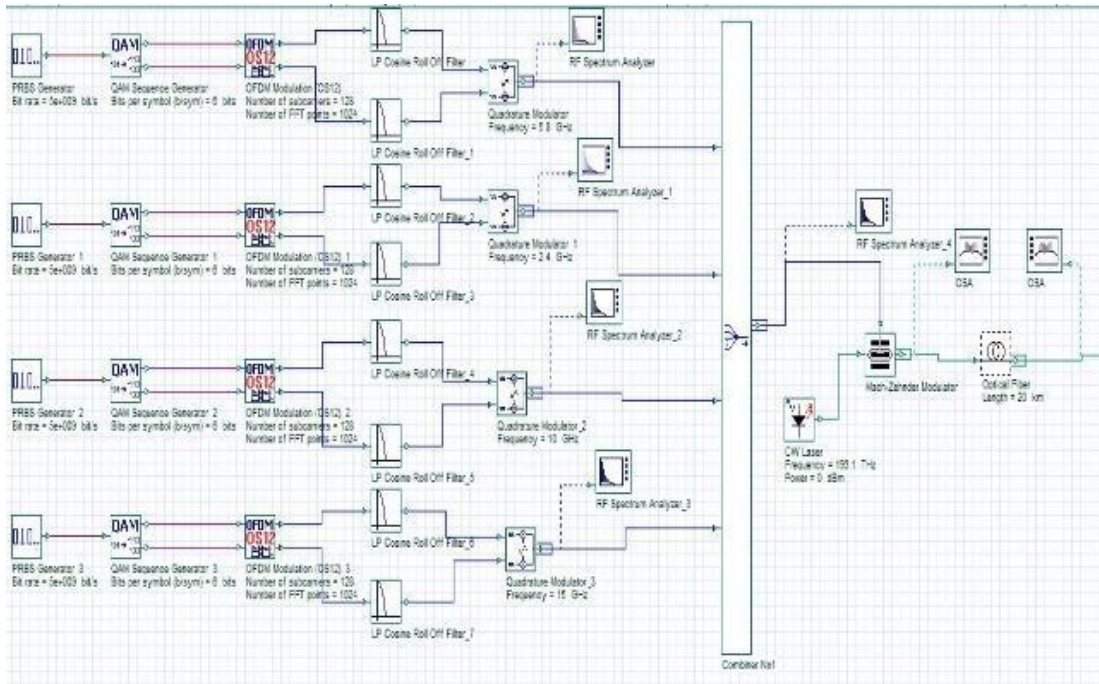 LP Cosine Roll Off Filter
RF Spectrum Analyzer
PRBS Generator
Bit rate = 5e+009 bit/s
QAM Sequence Generator
Bits per symbol (b/sym) = 6 bits
OFDM Modulation (OS12)
Number of subcarriers = 128
Number of FFT points = 1024
Quadrature Modulator
Frequency = 5.8 GHz
LP Cosine Roll Off Filter_1
RF Spectrum Analyzer_1
LP Cosine Roll Off Filter_2
PRBS Generator 1
Bit rate = 5e+009 bit/s
QAM Sequence Generator 1
Bits per symbol (b/sym) = 6 bits
OFDM Modulation (OS12) 1
Number of subcarriers = 128
Number of FFT points = 1024
Quadrature Modulator 1
Frequency = 2.4 GHz
LP Cosine Roll Off Filter_3
RF Spectrum Analyzer_4
OSA
OSA
RF Spectrum Analyzer_2
LP Cosine Roll Off Filter_4
PRBS Generator 2
Bit rate = 5e+009 bit/s
QAM Sequence Generator 2
Bits per symbol (b/sym) = 6 bits
OFDM Modulation (OS12) 2
Number of subcarriers = 128
Number of FFT points = 1024
Quadrature Modulator_2
Frequency = 10 GHz
Mach-Zehnder Modulator
Optical Fiber
Length = 20 km
CW Laser
Frequency = 193.1 THz
Power = 0 dBm
LP Cosine Roll Off Filter_5
RF Spectrum Analyzer_3
LP Cosine Roll Off Filter_6
PRBS Generator 3
Bit rate = 5e+009 bit/s
QAM Sequence Generator 3
Bits per symbol (b/sym) = 6 bits
OFDM Modulation (OS12) 3
Number of subcarriers = 128
Number of FFT points = 1024
Quadrature Modulator_3
Frequency = 15 GHz
LP Cosine Roll Off Filter_7
Combiner Nx1